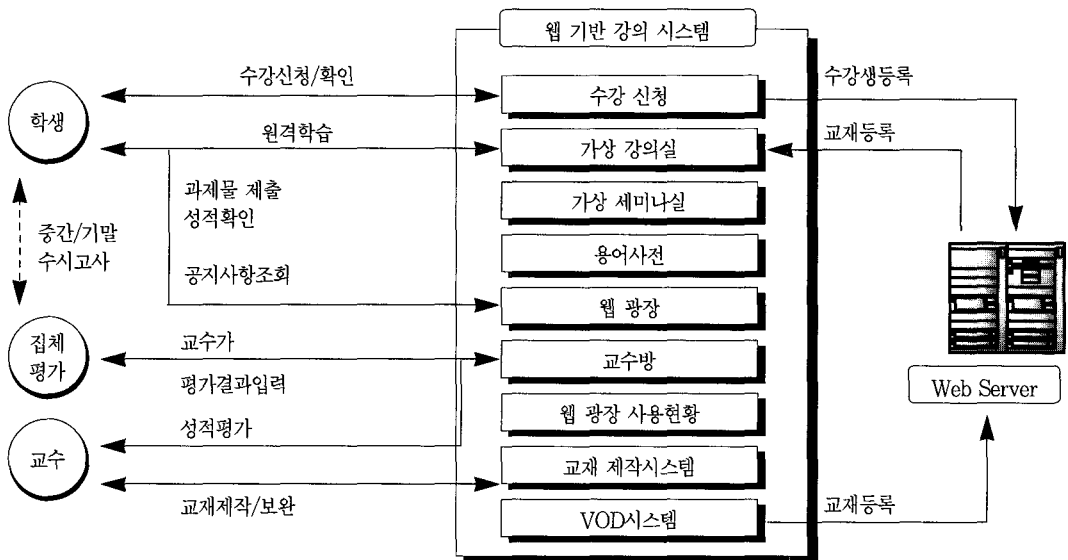 웹 기반 강의 시스템
수강신청/확인
수강 신청
수강생등록
학생
원격학습
가상 강의실
교재등록
과제물 제출
성적확인
가상 세미나실
중간/기말
수시고사
용어사전
공지사항조회
웹 광장
집체
평가
교수가
평가결과입력
교수방
Web Server
웹 광장 사용현황
성적평가
교수
교재 제작시스템
교재제작/보완
VOD시스템
교재등록